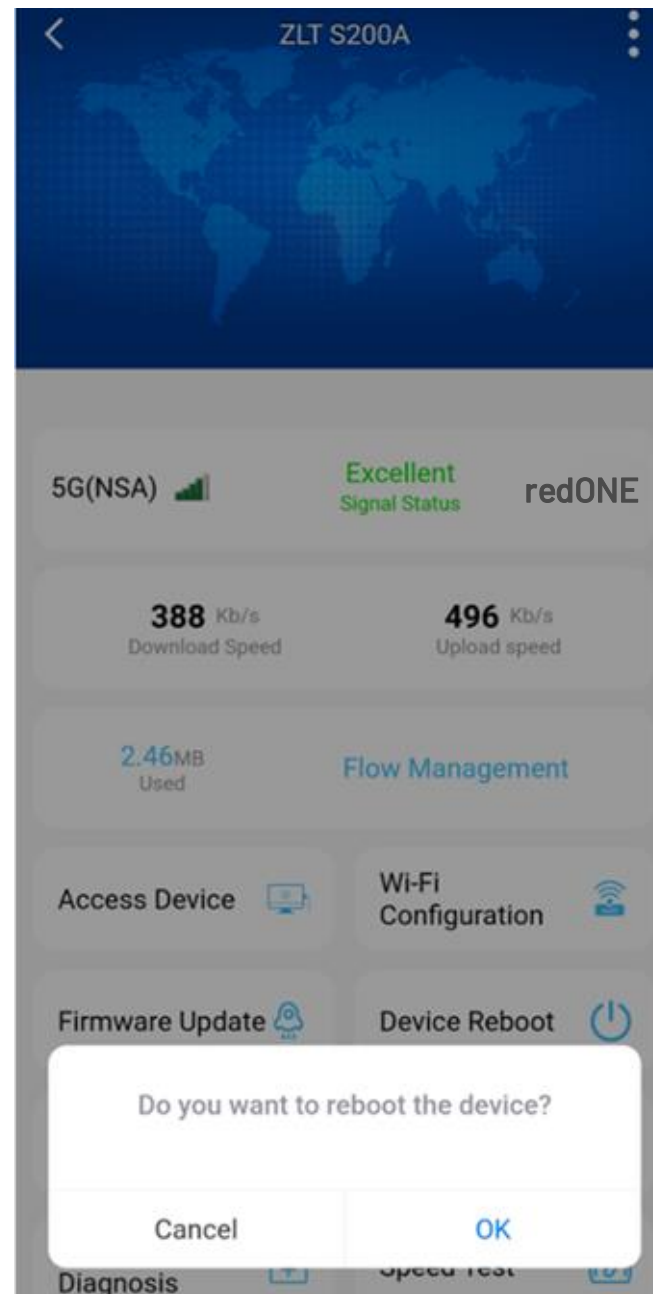 ZLT S200A
5G(NSA)
Excellent
Signal Status
redONE
388 Kb/s
Download Speed
496 Kb/s
Upload speed
2.46MB
Used
Flow Management
Access Device
Wi-Fi
Configuration
Firmware Update
Device Reboot
Do you want to reboot the device?
Cancel
OK
Diagnosis
Speed Test